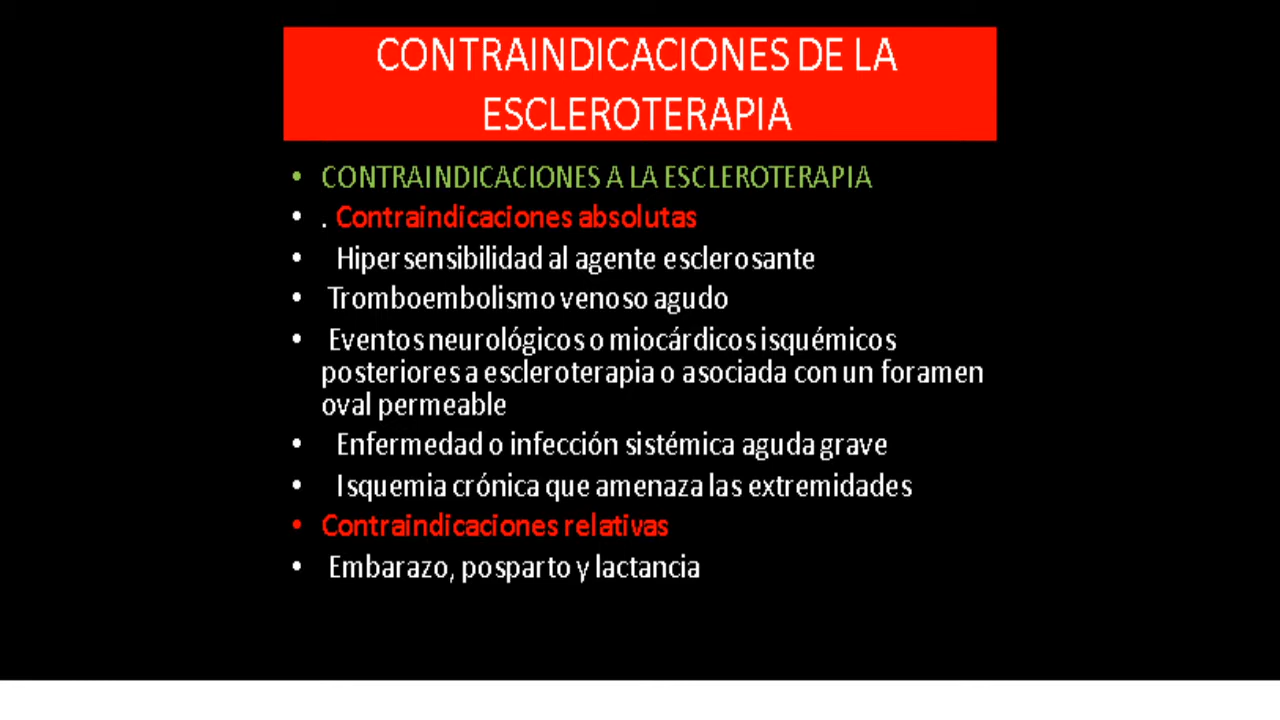 CONTRAINDICACIONES DE LA
ESCLEROTERAPIA
• CONTRAINDICACIONES A LA ESCLEROTERAPIA
• . Contraindicaciones absolutas
• Hipersensibilidad al agente esclerosante
• Tromboembolismo venoso agudo
• Eventos neurológicos o miocárdicos isquémicos
posteriores a escleroterapia o asociada con un foramen
oval permeable
• Enfermedad o infección sistémica aguda grave
• Isquemia crónica que amenaza las extremidades
• Contraindicaciones relativas
• Embarazo, posparto y lactancia